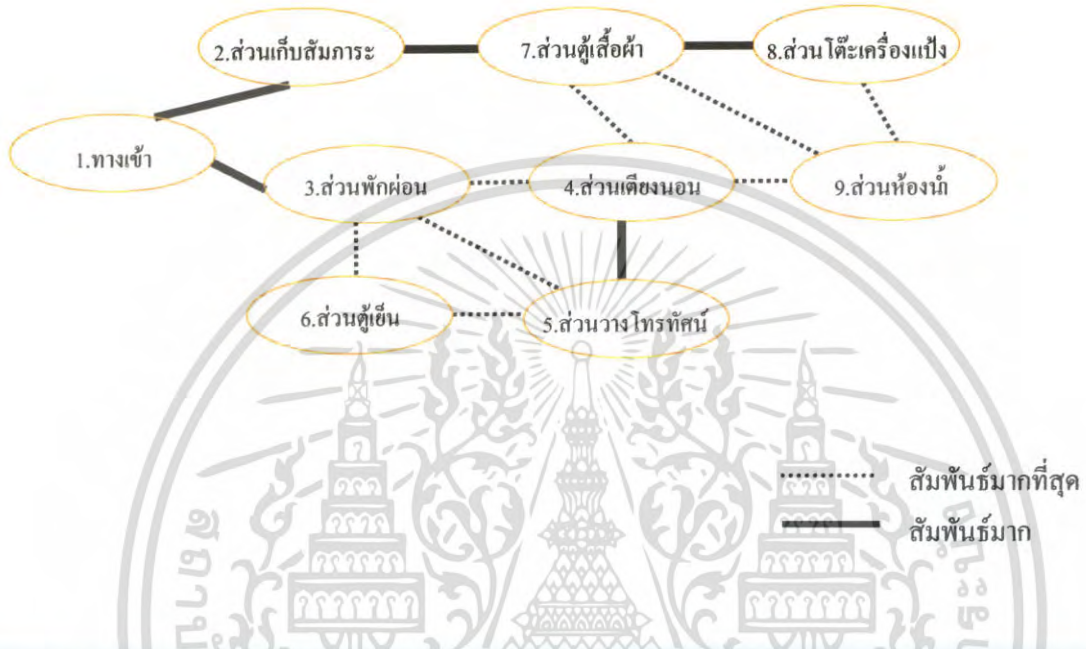 2.ส่วนเก็บสัมภาระ 7.ส่วนตู้เสื้อผ้า 8.ส่วนโต๊ะเครื่องแป้ง
1.ทางเข้า
3.ส่วนพักผ่อน 4.ส่วนเตียงนอน 9.ส่วนห้องน้ำ
6.ส่วนตู้เย็น 5.ส่วนวางโทรทัศน์
สัมพันธ์มากที่สุด
สัมพันธ์มาก